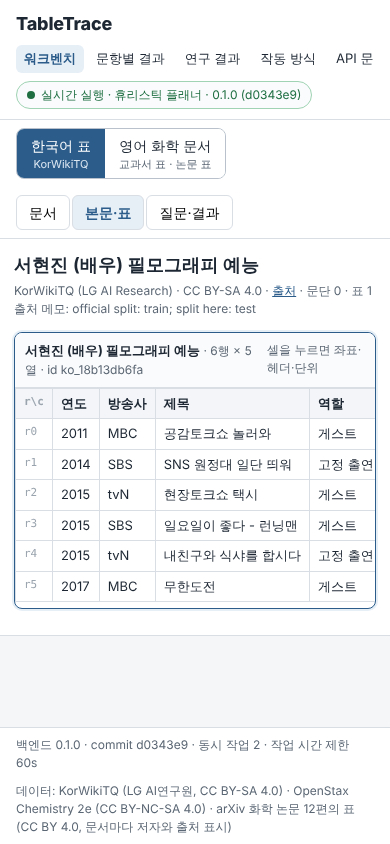 TableTrace
워크벤치 문항별 결과 연구 결과 작동 방식 API 문
실시간 실행 · 휴리스틱 플래너 · 0.1.0 (d0343e9)
한국어 표 영어 화학 문서
KorWikiTQ 교과서 표 · 논문 표
문서 본문·표 질문·결과
서현진 (배우) 필모그래피 예능
KorWikiTQ (LG AI Research) · CC BY-SA 4.0 · 출처 · 문단 0 · 표 1
출처 메모: official split: train; split here: test
서현진 (배우) 필모그래피 예능 · 6행 × 5 셀을 누르면 좌표·
열 · id ko_18b13db6fa 헤더·단위
r\c 연도 방송사 제목 역할
r0 2011 MBC 공감토크쇼 놀러와 게스트
r1 2014 SBS SNS 원정대 일단 띄워 고정 출연
r2 2015 tvN 현장토크쇼 택시 게스트
r3 2015 SBS 일요일이 좋다 - 런닝맨 게스트
r4 2015 tvN 내친구와 식샤를 합시다 고정 출연
r5 2017 MBC 무한도전 게스트
백엔드 0.1.0 · commit d0343e9 · 동시 작업 2 · 작업 시간 제한
60s
데이터: KorWikiTQ (LG AI연구원, CC BY-SA 4.0) · OpenStax
Chemistry 2e (CC BY-NC-SA 4.0) · arXiv 화학 논문 12편의 표
(CC BY 4.0, 문서마다 저자와 출처 표시)